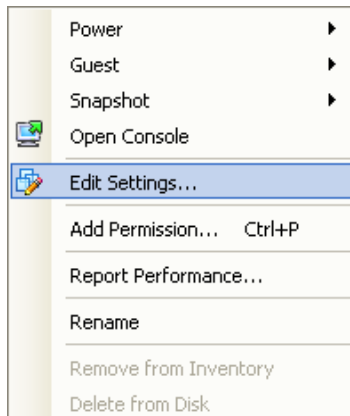 Power
Guest
Snapshot
Open Console
Edit Settings...
Add Permission... Ctrl+P
Report Performance...
Rename
Remove from Inventory
Delete from Disk